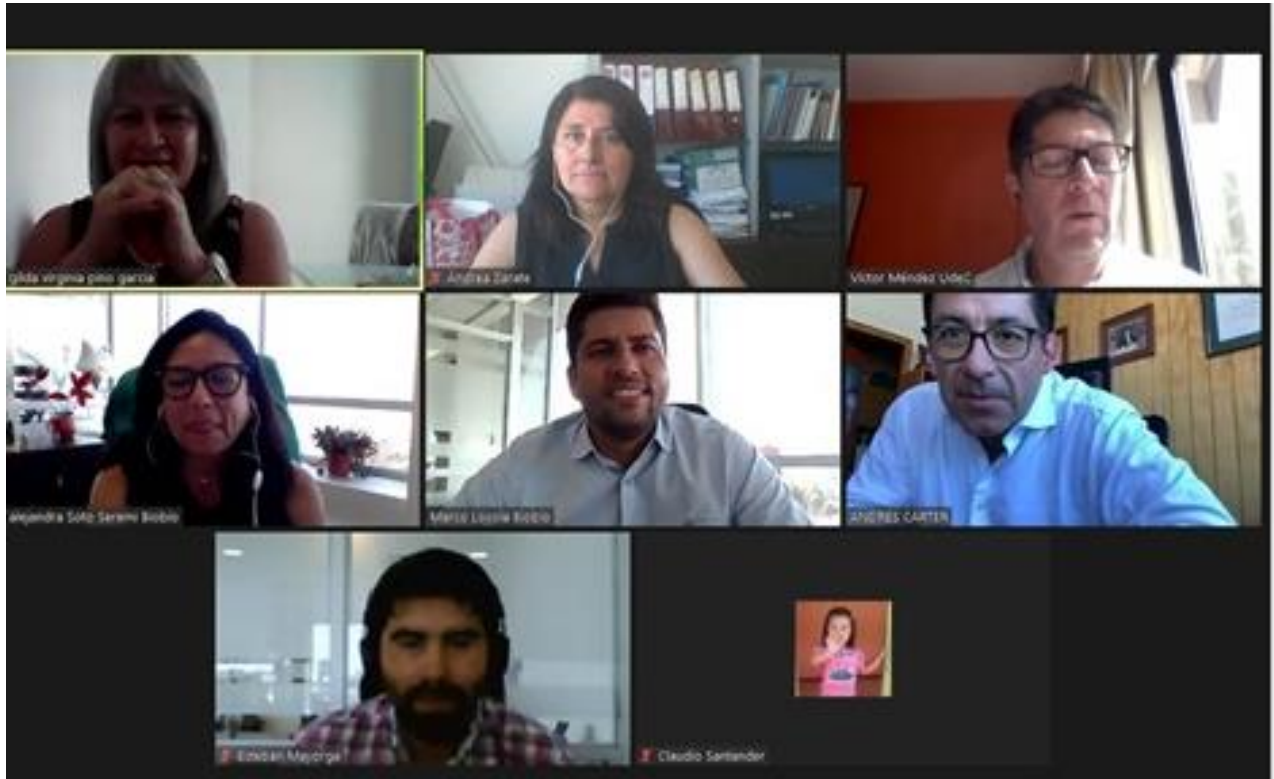 gilda virginia pino garcia
Andrea Zarate
Victor Méndez UdeC
alejandra Soto Seremi Biobio
Marco Loyola Biobio
ANDRES CARTER
Esteban Mayorga
Claudio Santander